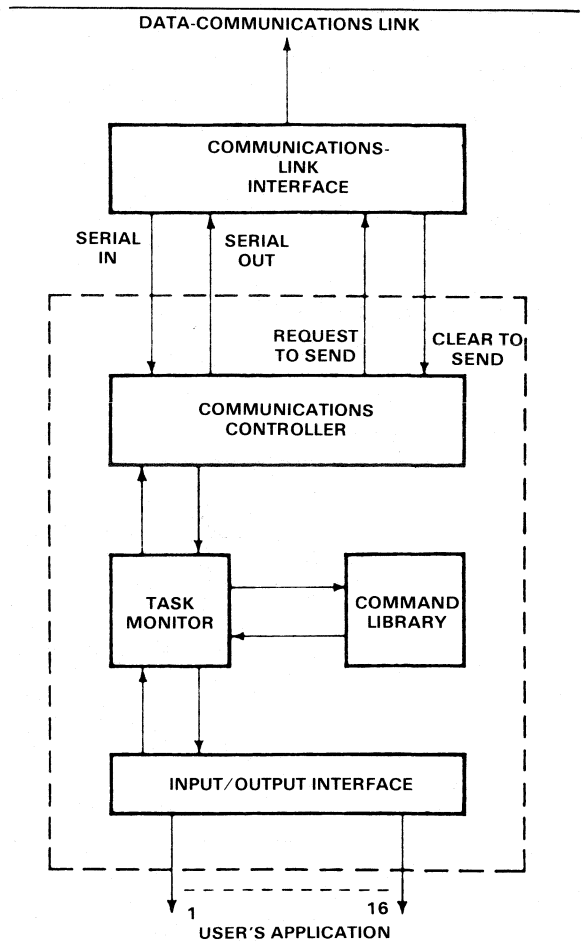 DATA-COMMUNICATIONS LINK
COMMUNICATIONS-
LINK
INTERFACE
SERIAL
IN
SERIAL
OUT
REQUEST
TO SEND
CLEAR TO
SEND
COMMUNICATIONS
CONTROLLER
TASK
MONITOR
COMMAND
LIBRARY
INPUT/OUTPUT INTERFACE
1
16
USER'S APPLICATION